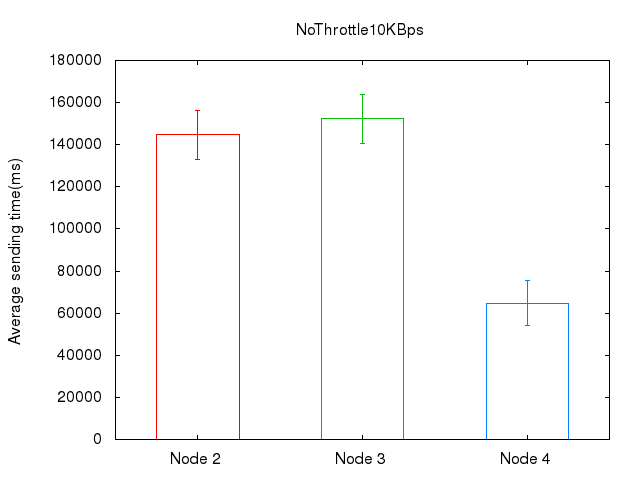 NoThrottle10KBps
Average sending time(ms)
180000
160000
140000
120000
100000
80000
60000
40000
20000
0
Node 2
Node 3
Node 4